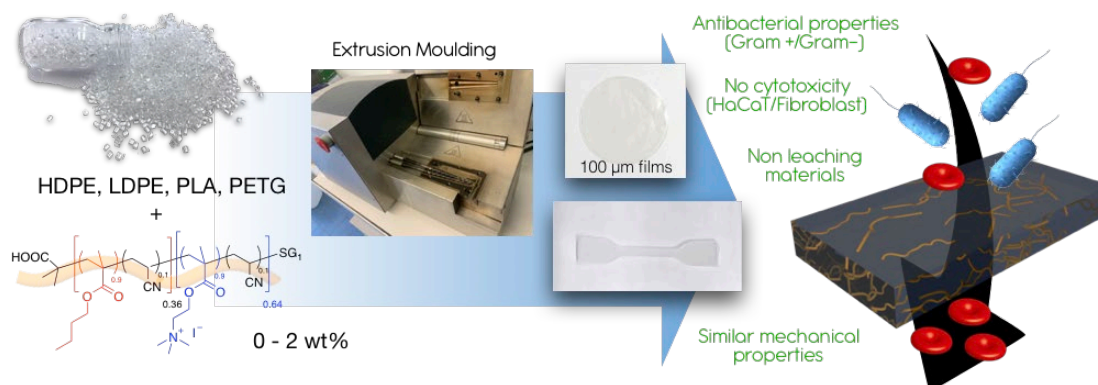 Extrusion Moulding
HDPE, LDPE, PLA, PETG
+
HOOC
0.9
O
O
0.1
CN
0.36
0.9
O
O
N+ I−
0.1
CN
0.64
SG1
0 - 2 wt%
100 μm films
Antibacterial properties
(Gram +/Gram−)
No cytotoxicity
(HaCaT/Fibroblast)
Non leaching
materials
Similar mechanical
properties